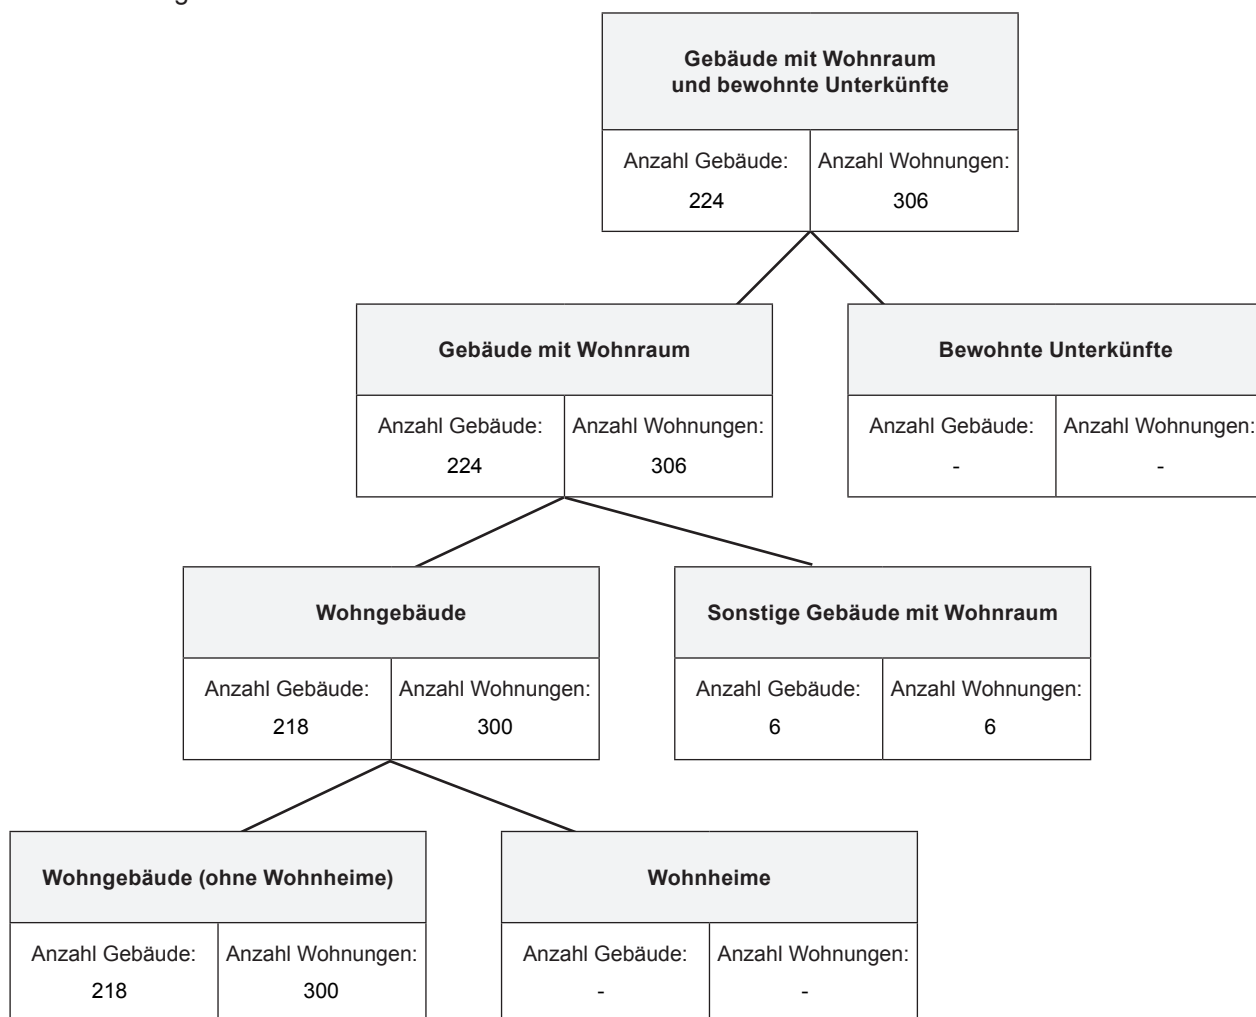 Gebäude mit Wohnraum
und bewohnte Unterkünfte
Anzahl Gebäude: Anzahl Wohnungen:
224 306
Gebäude mit Wohnraum
Bewohnte Unterkünfte
Anzahl Gebäude: Anzahl Wohnungen:
224 306
Anzahl Gebäude: Anzahl Wohnungen:
- -
Wohngebäude
Sonstige Gebäude mit Wohnraum
Anzahl Gebäude: Anzahl Wohnungen:
218 300
Anzahl Gebäude: Anzahl Wohnungen:
6 6
Wohngebäude (ohne Wohnheime)
Wohnheime
Anzahl Gebäude: Anzahl Wohnungen:
218 300
Anzahl Gebäude: Anzahl Wohnungen:
- -